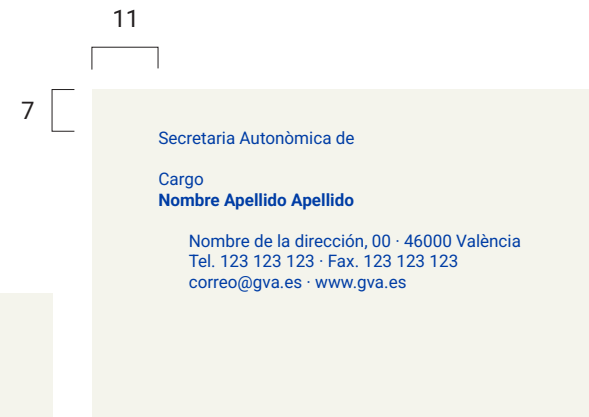 11
7
Secretaria Autonòmica de
Cargo
Nombre Apellido Apellido
Nombre de la dirección, 00 · 46000 València
Tel. 123 123 123 · Fax. 123 123 123
correo@gva.es · www.gva.es